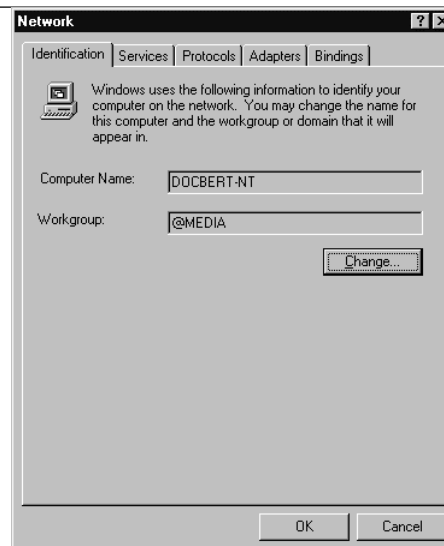 Network
Identification Services Protocols Adapters Bindings
Windows uses the following information to identify your
computer on the network. You may change the name for
this computer and the workgroup or domain that it will
appear in.
Computer Name: DOCBERT-NT
Workgroup: @MEDIA
Change...
OK Cancel